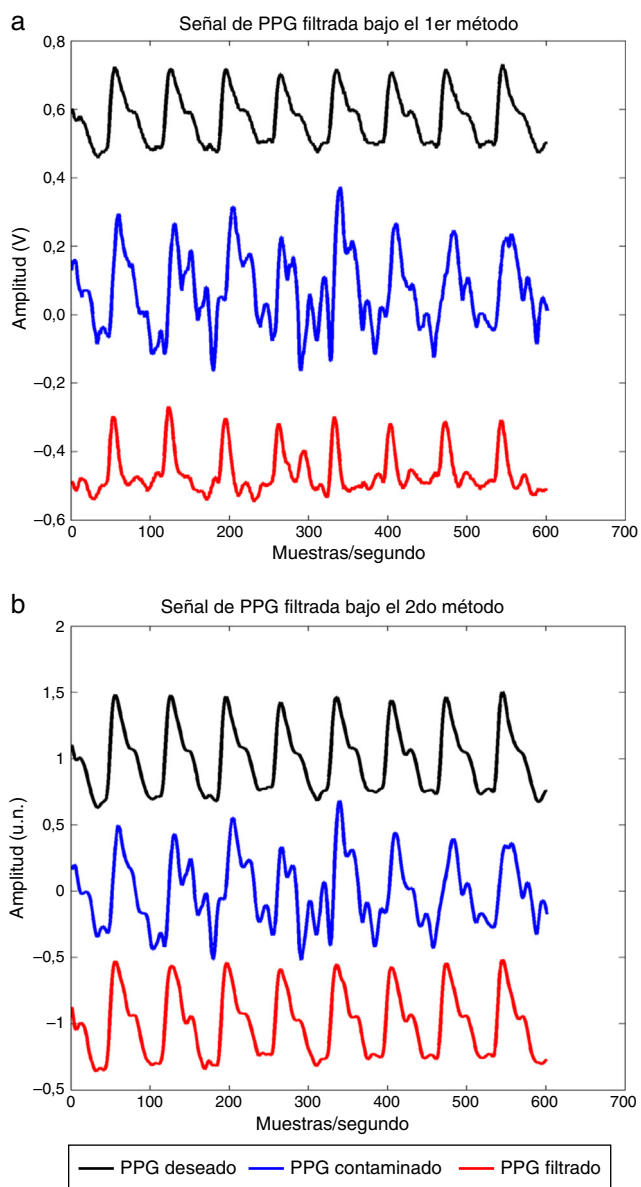 a
Señal de PPG filtrada bajo el 1er método
0,8
0,6
0,4
0,2
0,0
–0,2
–0,4
–0,6
Amplitud (V)
0 100 200 300 400 500 600 700
Muestras/segundo
b
Señal de PPG filtrada bajo el 2do método
2
1,5
1
0,5
0
–0,5
–1
–0,5
Amplitud (u.n.)
0 100 200 300 400 500 600 700
Muestras/segundo
PPG deseado PPG contaminado PPG filtrado